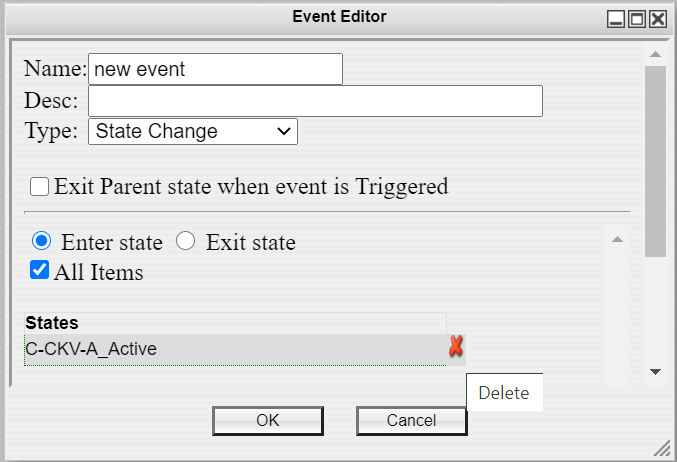 Event Editor
Name: new event
Desc:
Type: State Change
Exit Parent state when event is Triggered
Enter state Exit state
All Items
States
C-CKV-A_Active
Delete
OK Cancel